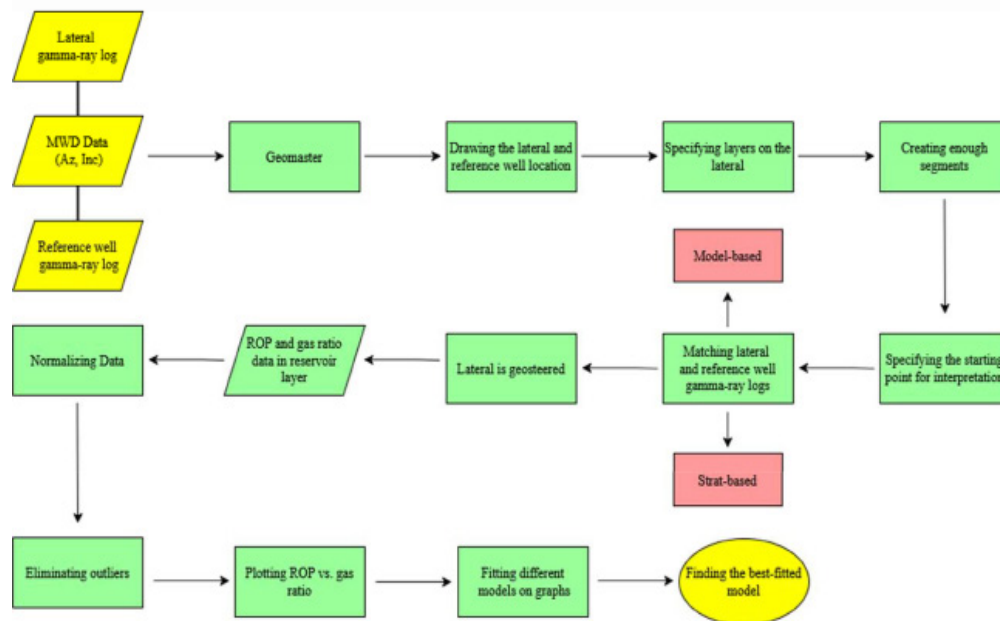 Lateral
gamma-ray log
MWD Data
(Az, Inc)
Reference well
gamma-ray log
Geomaster
Drawing the lateral and
reference well location
Specifying layers on the
lateral
Creating enough
segments
Model-based
Specifying the starting
point for interpretation
Matching lateral
and reference well
gamma-ray logs
Strat-based
Lateral is geosteered
ROP and gas ratio
data in reservoir
layer
Normalizing Data
Eliminating outliers
Plotting ROP vs. gas
ratio
Fitting different
models on graphs
Finding the best-fitted
model